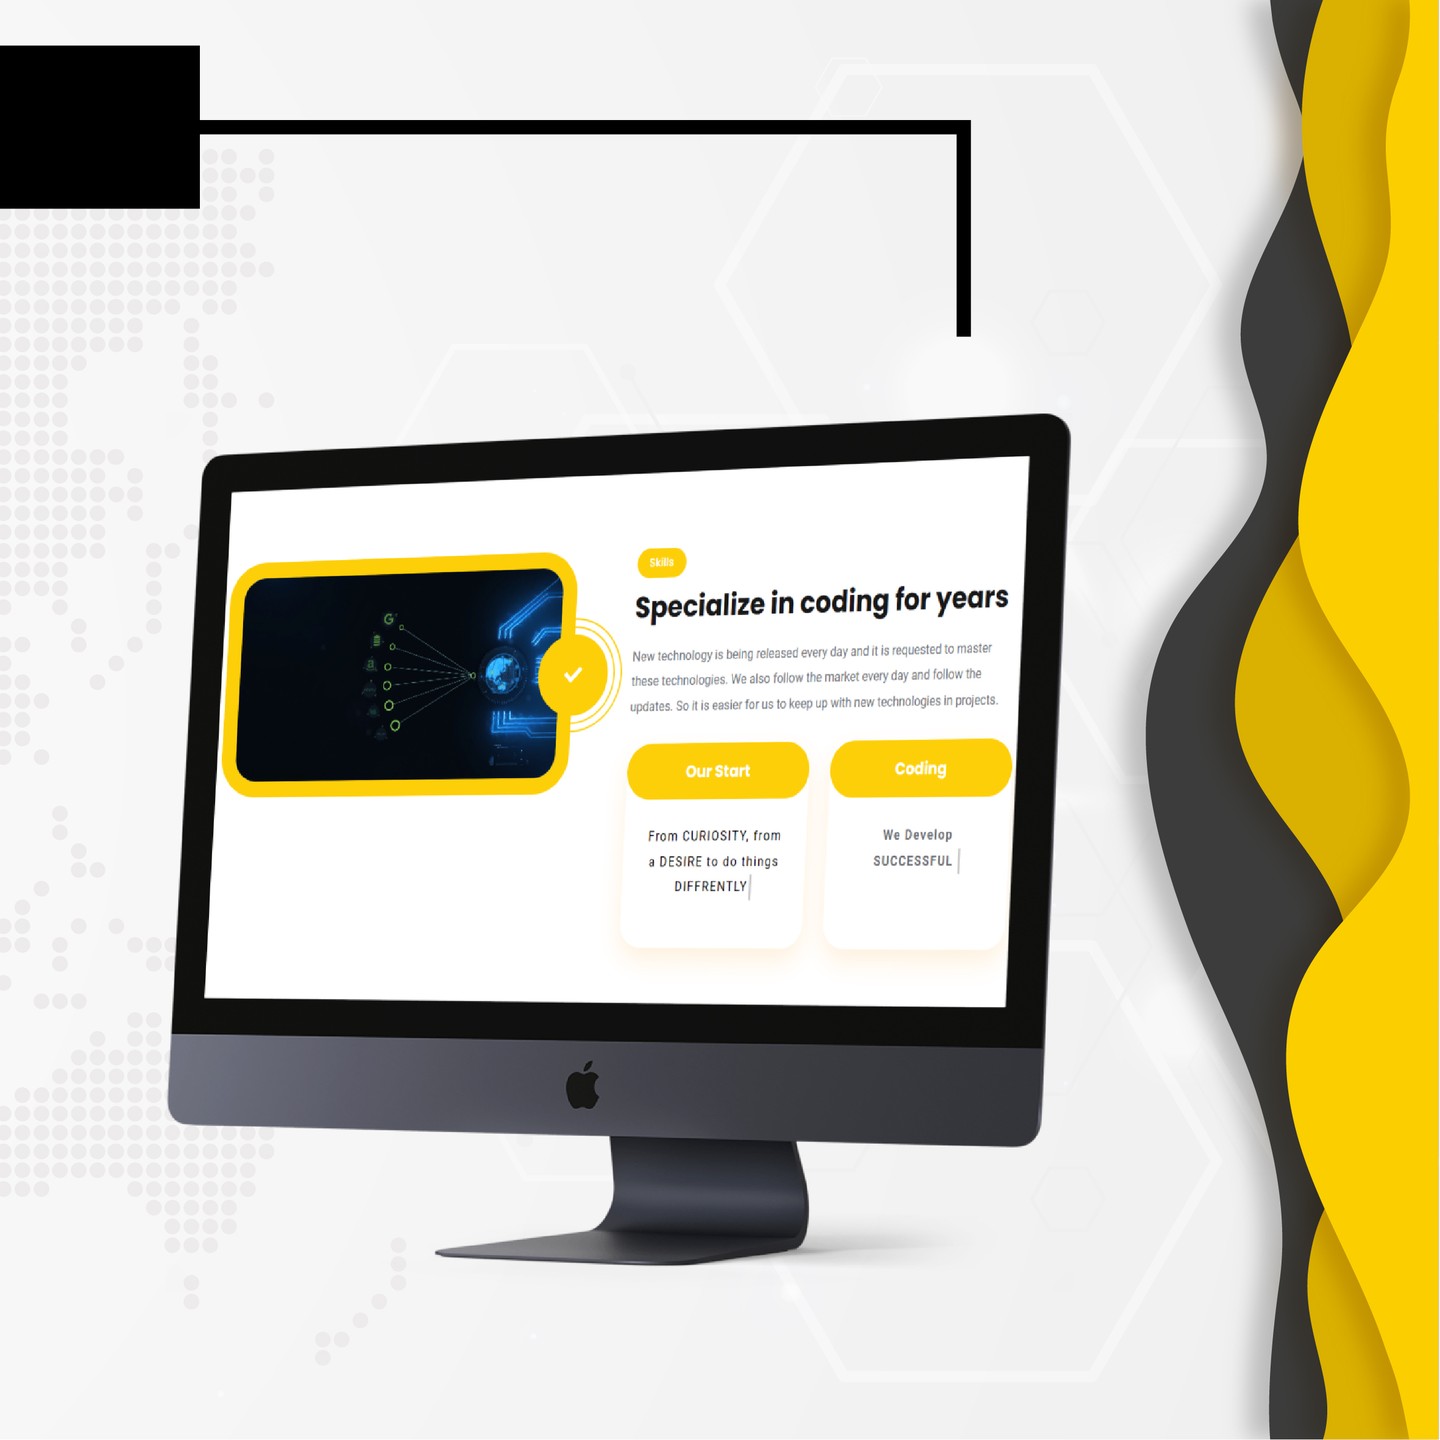 Skills
Specialize in coding for years
New technology is being released every day and it is requested to master
these technologies. We also follow the market every day and follow the
updates. So it is easier for us to keep up with new technologies in projects.
Our Start
Coding
From CURIOSITY, from
a DESIRE to do things
DIFFRENTLY
We Develop
SUCCESSFUL